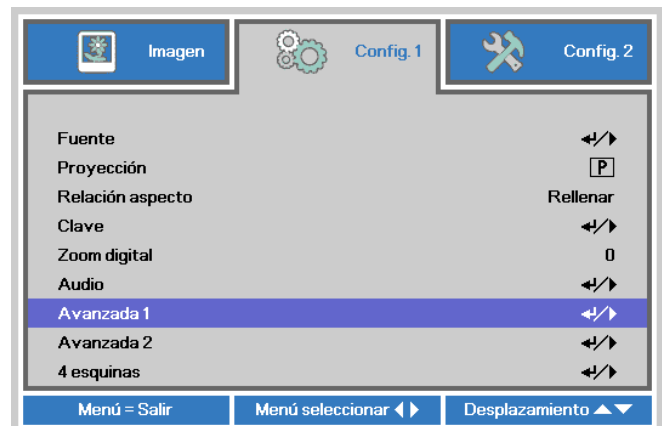 Imagen
Config. 1
Config. 2
Fuente
Proyección P
Relación aspecto Rellenar
Clave
Zoom digital 0
Audio
Avanzada 1
Avanzada 2
4 esquinas
Menú = Salir
Menú seleccionar
Desplazamiento